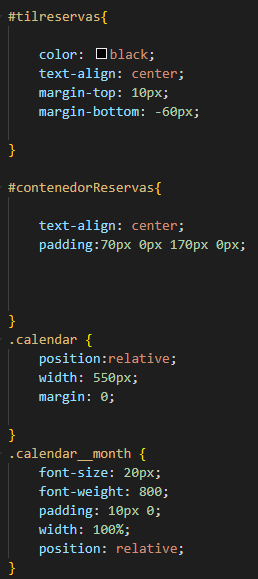 #tilreservas{
color: black;
text-align: center;
margin-top: 10px;
margin-bottom: -60px;
}
#contenedorReservas{
text-align: center;
padding:70px 0px 170px 0px;
}
.calendar {
position:relative;
width: 550px;
margin: 0;
}
.calendar__month {
font-size: 20px;
font-weight: 800;
padding: 10px 0;
width: 100%;
position: relative;
}